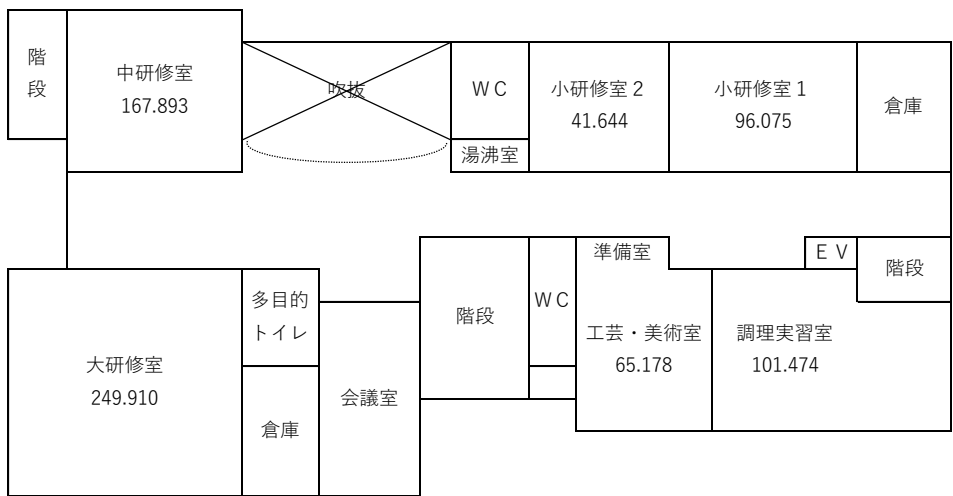 階
段
中研修室
167.893
吹抜
ＷＣ
湯沸室
小研修室２
41.644
小研修室１
96.075
倉庫
大研修室
249.910
多目的
トイレ
倉庫
会議室
階段
ＷＣ
準備室
工芸・美術室
65.178
調理実習室
101.474
ＥＶ
階段